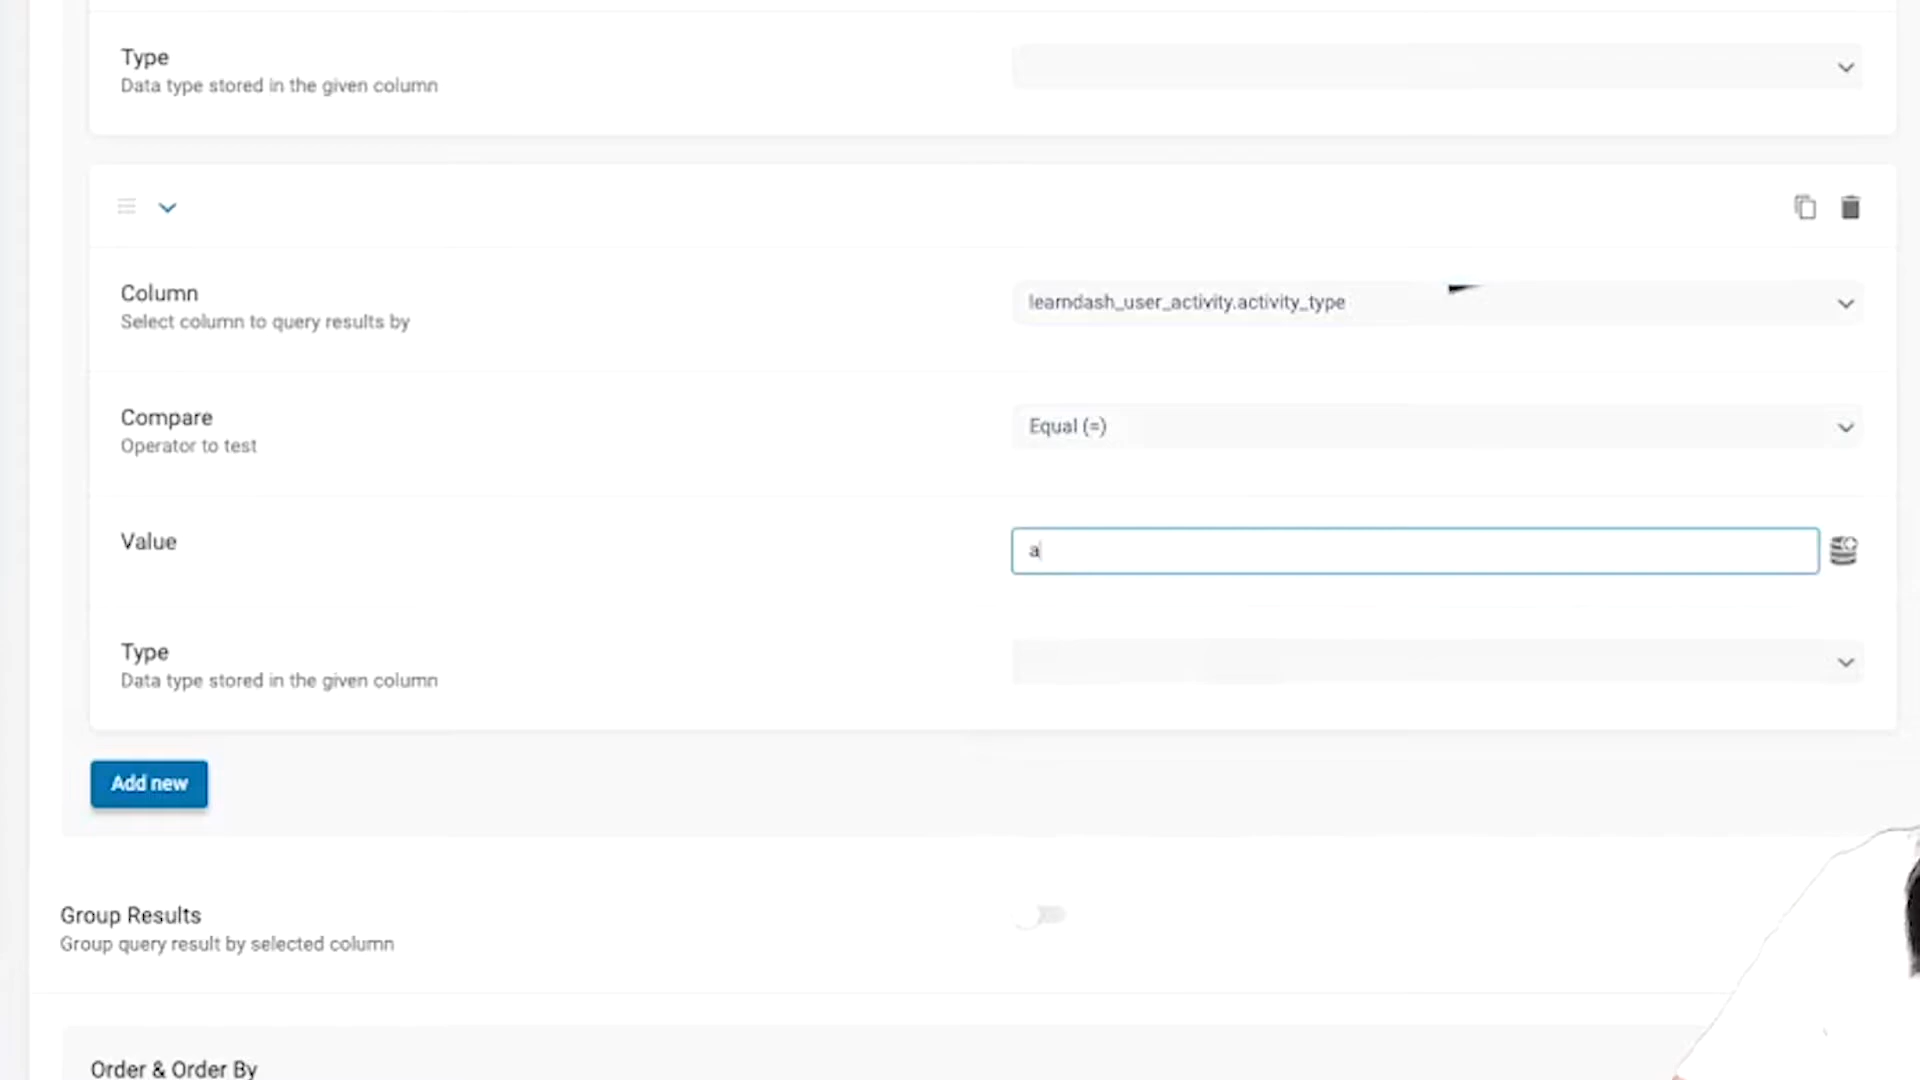 Type
Data type stored in the given column
Column
Select column to query results by
learndash_user_activity.activity_type
Compare
Operator to test
Equal (=)
Value
a
Type
Data type stored in the given column
Add new
Group Results
Group query result by selected column
Order & Order By